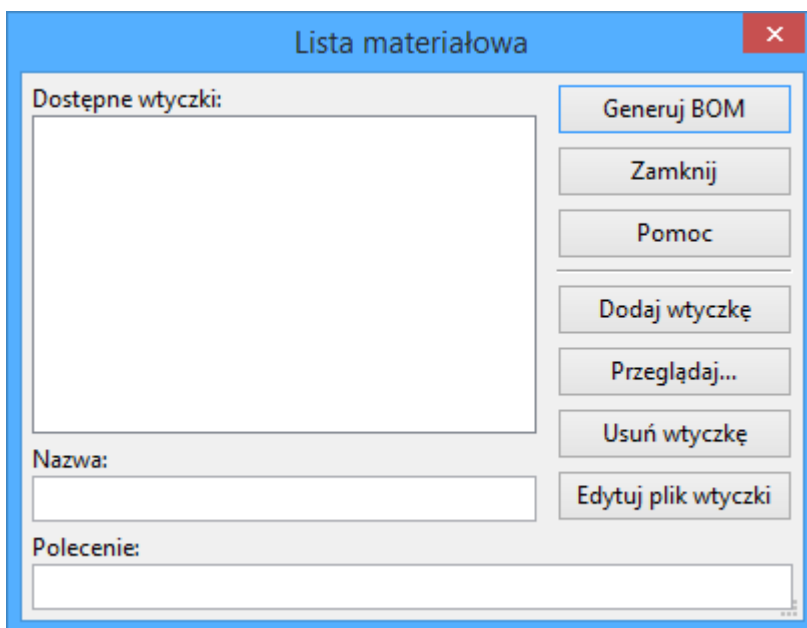 Lista materiałowa
Dostępne wtyczki:
Generuj BOM
Zamknij
Pomoc
Dodaj wtyczkę
Przeglądaj...
Usuń wtyczkę
Nazwa:
Edytuj plik wtyczki
Polecenie: